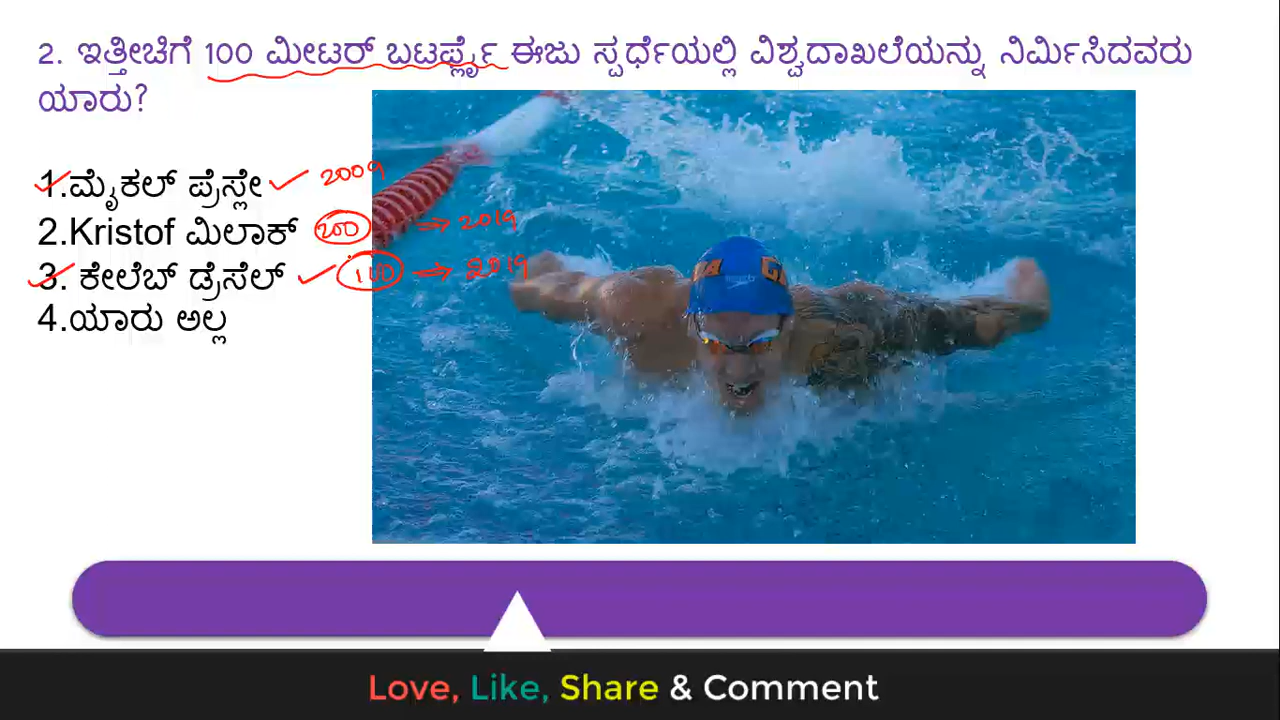 2. ಇತ್ತೀಚಿಗೆ 100 ಮೀಟರ್ ಬಟರ್ಪ್ಲೈ ಈಜು ಸ್ಪರ್ಧೆಯಲ್ಲಿ ವಿಶ್ವದಾಖಲೆಯನ್ನು ನಿರ್ಮಿಸಿದವರು
ಯಾರು?
1.ಮೈಕಲ್ ಪ್ರೆಸ್ಲೇ 2009
2.Kristof ಮಿಲಾಕ್ 200 ⇒ 2019
3. ಕೇಲೆಬ್ ಡ್ರೆಸೆಲ್ 100 ⇒ 2019
4.ಯಾರು ಅಲ್ಲ
Love, Like, Share & Comment